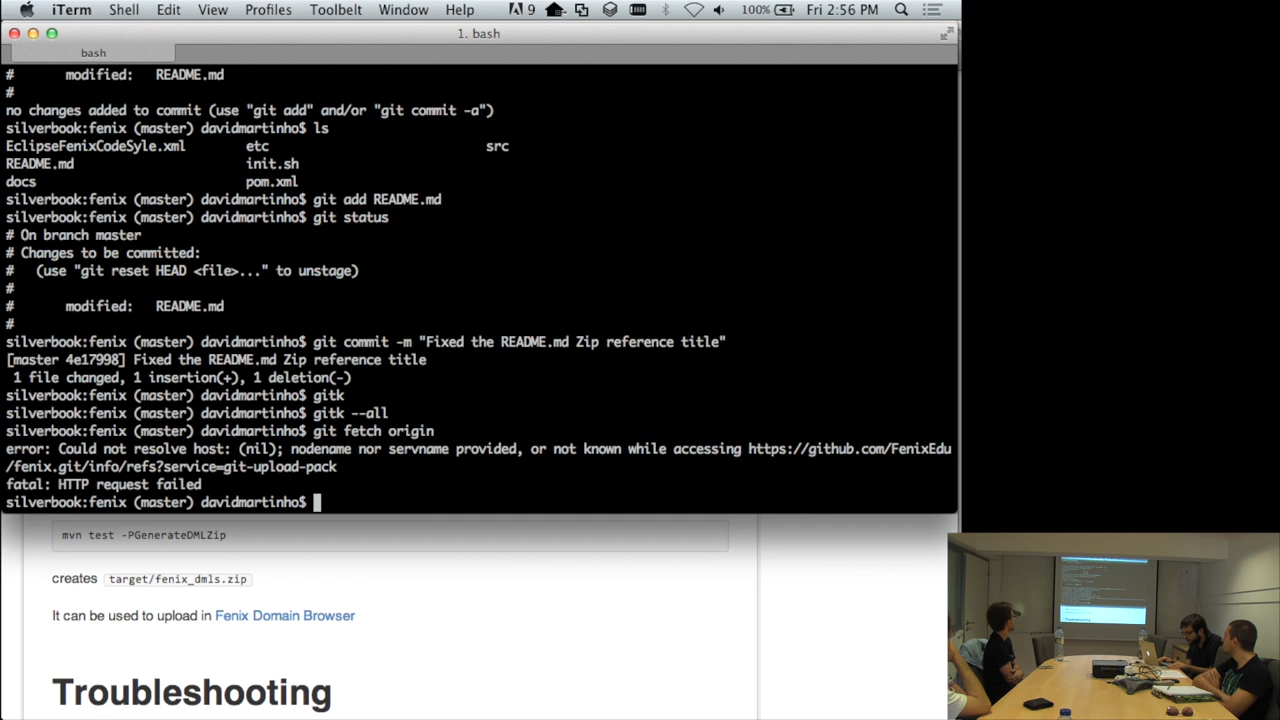 iTerm Shell Edit View Profiles Toolbelt Window Help 9 100% Fri 2:56 PM
1. bash
bash
# modified: README.md
#
no changes added to commit (use "git add" and/or "git commit -a")
silverbook:fenix (master) davidmartinho$ ls
EclipseFenixCodeSyle.xml etc src
README.md init.sh
docs pom.xml
silverbook:fenix (master) davidmartinho$ git add README.md
silverbook:fenix (master) davidmartinho$ git status
# On branch master
# Changes to be committed:
# (use "git reset HEAD <file>..." to unstage)
#
# modified: README.md
#
silverbook:fenix (master) davidmartinho$ git commit -m "Fixed the README.md Zip reference title"
[master 4e17998] Fixed the README.md Zip reference title
1 file changed, 1 insertion(+), 1 deletion(-)
silverbook:fenix (master) davidmartinho$ gitk
silverbook:fenix (master) davidmartinho$ gitk --all
silverbook:fenix (master) davidmartinho$ git fetch origin
error: Could not resolve host: (nil); nodename nor servname provided, or not known while accessing https://github.com/FenixEdu
/fenix.git/info/refs?service=git-upload-pack
fatal: HTTP request failed
silverbook:fenix (master) davidmartinho$
mvn test -PGenerateDMLZip
creates target/fenix_dmls.zip
It can be used to upload in Fenix Domain Browser
Troubleshooting